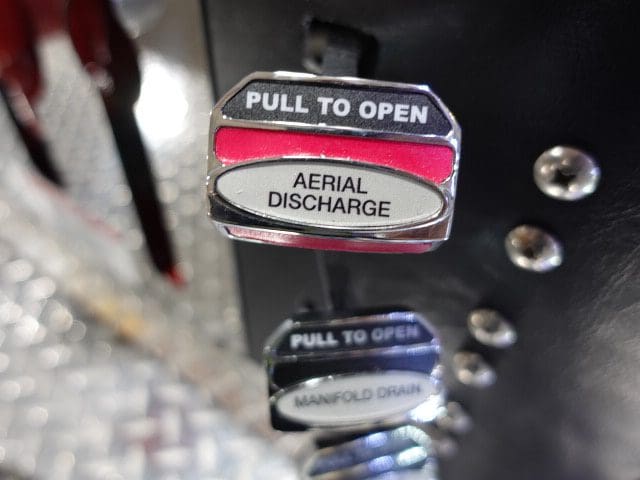 PULL TO OPEN
AERIAL
DISCHARGE
PULL TO OPEN
MANIFOLD DRAIN